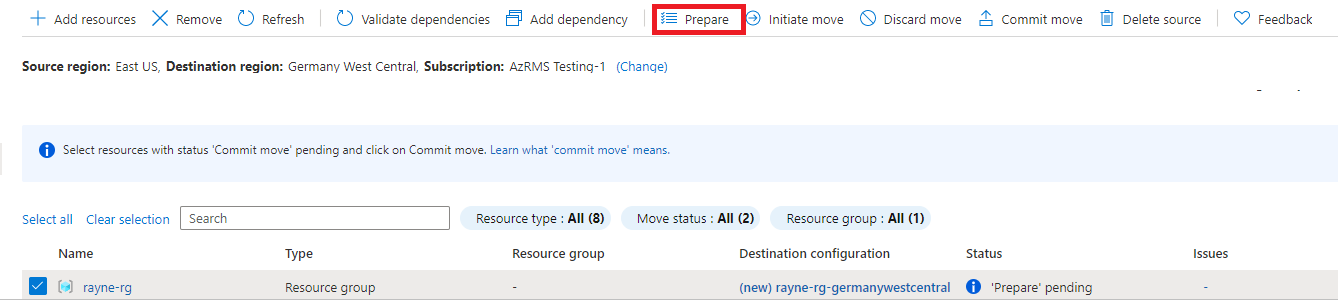 Add resources Remove Refresh Validate dependencies Add dependency Prepare Initiate move Discard move Commit move Delete source Feedback
Source region: East US, Destination region: Germany West Central, Subscription: AzRMS Testing-1 (Change)
Select resources with status 'Commit move' pending and click on Commit move. Learn what 'commit move' means.
Select all Clear selection Search Resource type : All (8) Move status : All (2) Resource group : All (1)
Name Type Resource group Destination configuration Status Issues
rayne-rg Resource group - (new) rayne-rg-germanywestcentral 'Prepare' pending -